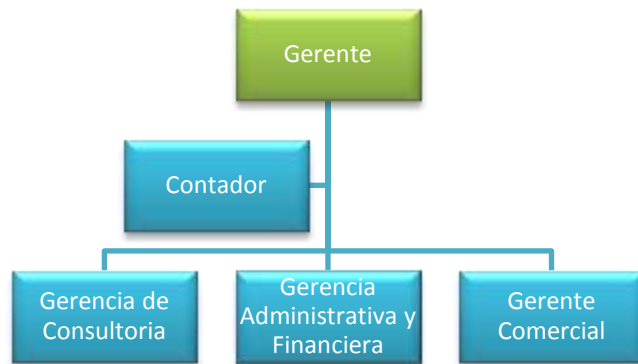 Gerente
Contador
Gerencia de
Consultoria
Gerencia
Administrativa y
Financiera
Gerente
Comercial